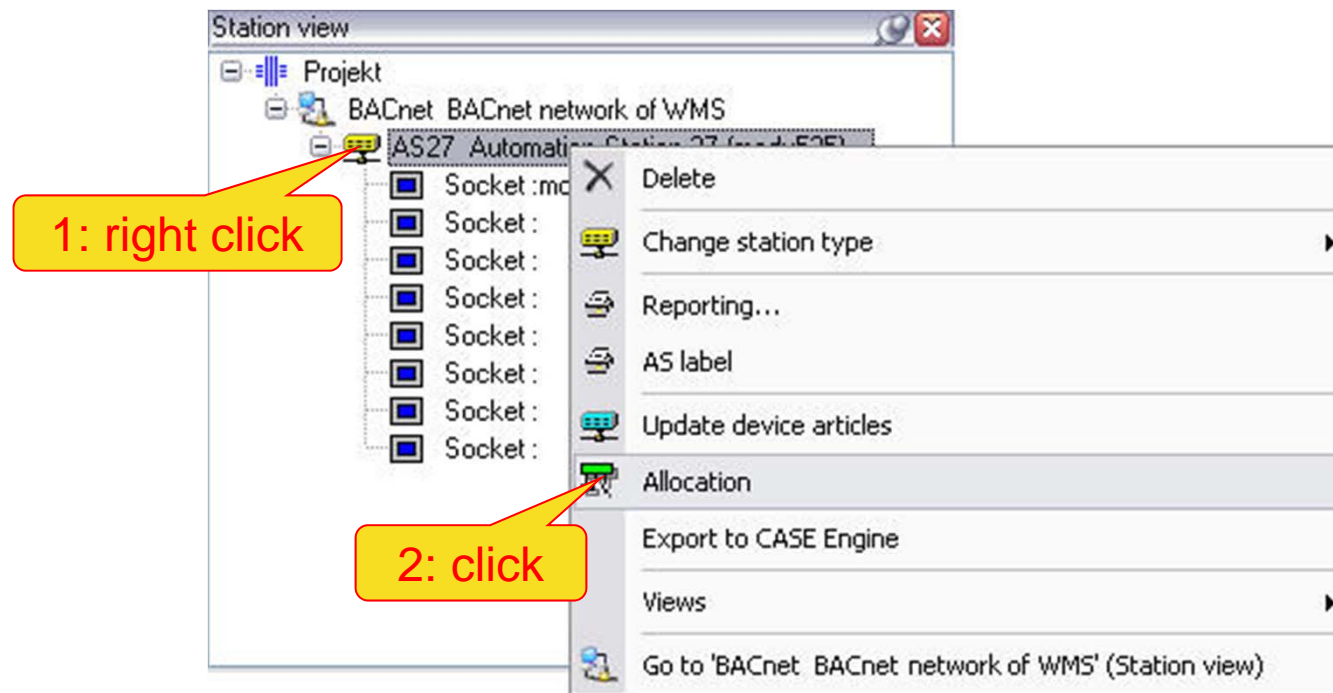 Station view
Projekt
BACnet BACnet network of WMS
AS27 Automation Station 27 (modu525)
Socket :mo
Socket :
Socket :
Socket :
Socket :
Socket :
Socket :
Socket :
1: right click
2: click
Delete
Change station type
Reporting...
AS label
Update device articles
Allocation
Export to CASE Engine
Views
Go to 'BACnet BACnet network of WMS' (Station view)